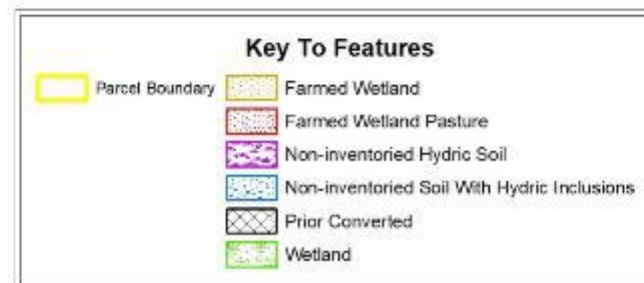 Key To Features
Parcel Boundary
Farmed Wetland
Farmed Wetland Pasture
Non-inventoried Hydric Soil
Non-inventoried Soil With Hydric Inclusions
Prior Converted
Wetland